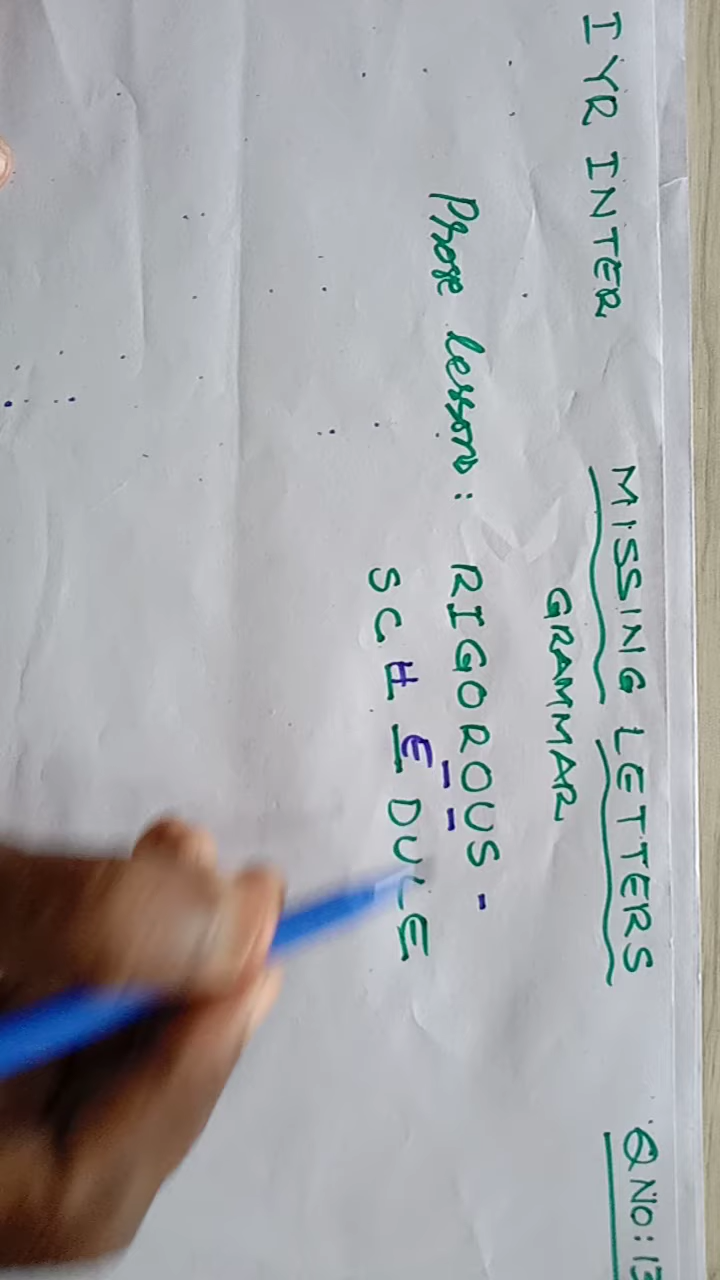 I YR INTER MISSING LETTERS Q NO: 13
GRAMMAR
Prose lessons: RIGOROUS -
SCHEDULE